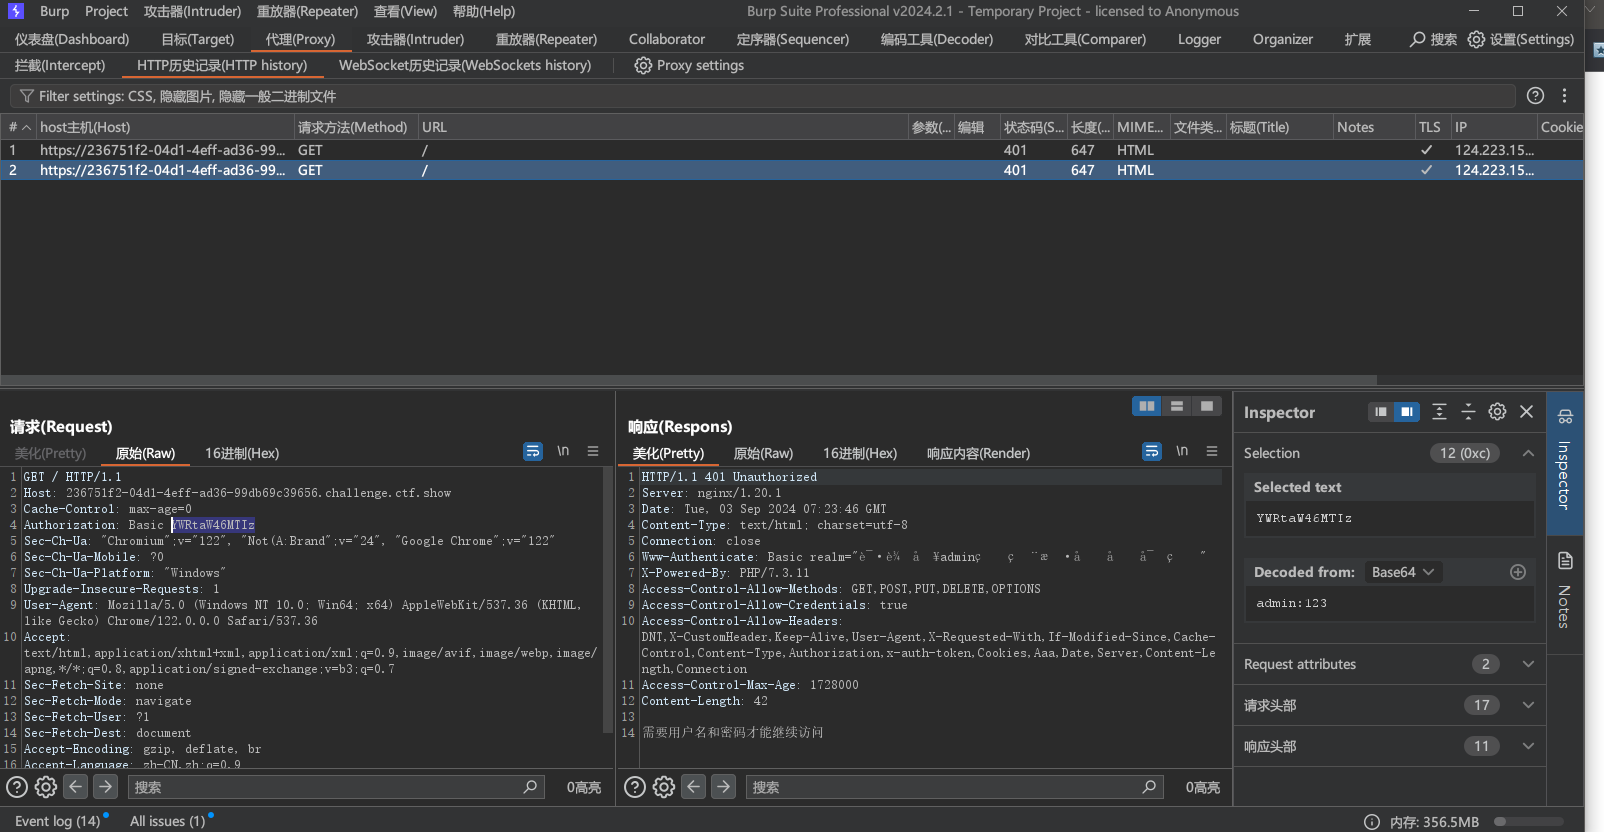 Burp Project 攻击器(Intruder) 重放器(Repeater) 查看(View) 帮助(Help) Burp Suite Professional v2024.2.1 - Temporary Project - licensed to Anonymous
仪表盘(Dashboard) 目标(Target) 代理(Proxy) 攻击器(Intruder) 重放器(Repeater) Collaborator 定序器(Sequencer) 编码工具(Decoder) 对比工具(Comparer) Logger Organizer 扩展 搜索 设置(Settings)
拦截(Intercept) HTTP历史记录(HTTP history) WebSocket历史记录(WebSockets history) Proxy settings
Filter settings: CSS, 隐藏图片, 隐藏一般二进制文件
# host主机(Host) 请求方法(Method) URL 参数(... 编辑 状态码(S... 长度(... MIME... 文件类... 标题(Title) Notes TLS IP Cookie
1 https://236751f2-04d1-4eff-ad36-99... GET / 401 647 HTML ✓ 124.223.15...
2 https://236751f2-04d1-4eff-ad36-99... GET / 401 647 HTML ✓ 124.223.15...
请求(Request)
美化(Pretty) 原始(Raw) 16进制(Hex) \n
1 GET / HTTP/1.1
2 Host: 236751f2-04d1-4eff-ad36-99db69c39656.challenge.ctf.show
3 Cache-Control: max-age=0
4 Authorization: Basic YWRtaW46MTIz
5 Sec-Ch-Ua: "Chromium";v="122", "Not(A:Brand";v="24", "Google Chrome";v="122"
6 Sec-Ch-Ua-Mobile: ?0
7 Sec-Ch-Ua-Platform: "Windows"
8 Upgrade-Insecure-Requests: 1
9 User-Agent: Mozilla/5.0 (Windows NT 10.0; Win64; x64) AppleWebKit/537.36 (KHTML,
like Gecko) Chrome/122.0.0.0 Safari/537.36
10 Accept:
text/html,application/xhtml+xml,application/xml;q=0.9,image/avif,image/webp,image/
apng,*/*;q=0.8,application/signed-exchange;v=b3;q=0.7
11 Sec-Fetch-Site: none
12 Sec-Fetch-Mode: navigate
13 Sec-Fetch-User: ?1
14 Sec-Fetch-Dest: document
15 Accept-Encoding: gzip, deflate, br
16 Accept-Language: zh-CN,zh;q=0.9
搜索 0高亮
响应(Respons)
美化(Pretty) 原始(Raw) 16进制(Hex) 响应内容(Render) \n
1 HTTP/1.1 401 Unauthorized
2 Server: nginx/1.20.1
3 Date: Tue, 03 Sep 2024 07:23:46 GMT
4 Content-Type: text/html; charset=utf-8
5 Connection: close
6 Www-Authenticate: Basic realm="
7 X-Powered-By: PHP/7.3.11
8 Access-Control-Allow-Methods: GET,POST,PUT,DELETE,OPTIONS
9 Access-Control-Allow-Credentials: true
10 Access-Control-Allow-Headers:
DNT,X-CustomHeader,Keep-Alive,User-Agent,X-Requested-With,If-Modified-Since,Cache-
Control,Content-Type,Authorization,x-auth-token,Cookies,Aaa,Date,Server,Content-Le
ngth,Connection
11 Access-Control-Max-Age: 1728000
12 Content-Length: 42
13
14 需要用户名和密码才能继续访问
搜索 0高亮
Inspector
Selection 12 (0xc)
Selected text
YWRtaW46MTIz
Decoded from: Base64
admin:123
Request attributes 2
请求头部 17
响应头部 11
Inspector
Notes
Event log (14) All issues (1) 内存: 356.5MB